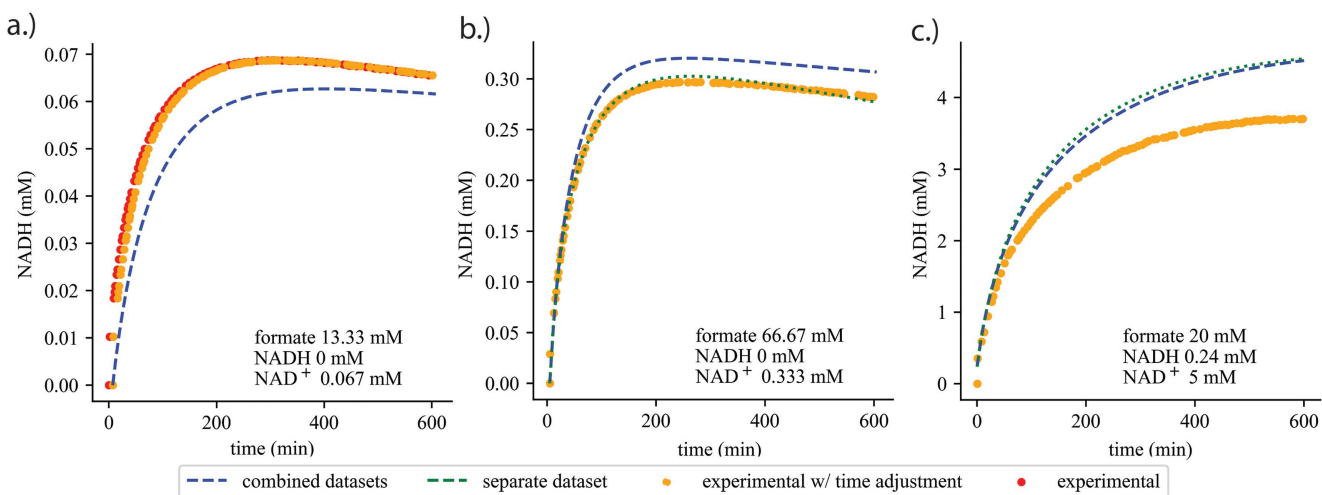 a.)
0.07
0.06
0.05
0.04
0.03
0.02
0.01
0.00
NADH (mM)
0
200
400
600
time (min)
formate 13.33 mM
NADH 0 mM
NAD+ 0.067 mM
b.)
0.30
0.25
0.20
0.15
0.10
0.05
0.00
NADH (mM)
0
200
400
600
time (min)
formate 66.67 mM
NADH 0 mM
NAD+ 0.333 mM
c.)
4
3
2
1
0
NADH (mM)
0
200
400
600
time (min)
formate 20 mM
NADH 0.24 mM
NAD+ 5 mM
combined datasets
separate dataset
experimental w/ time adjustment
experimental